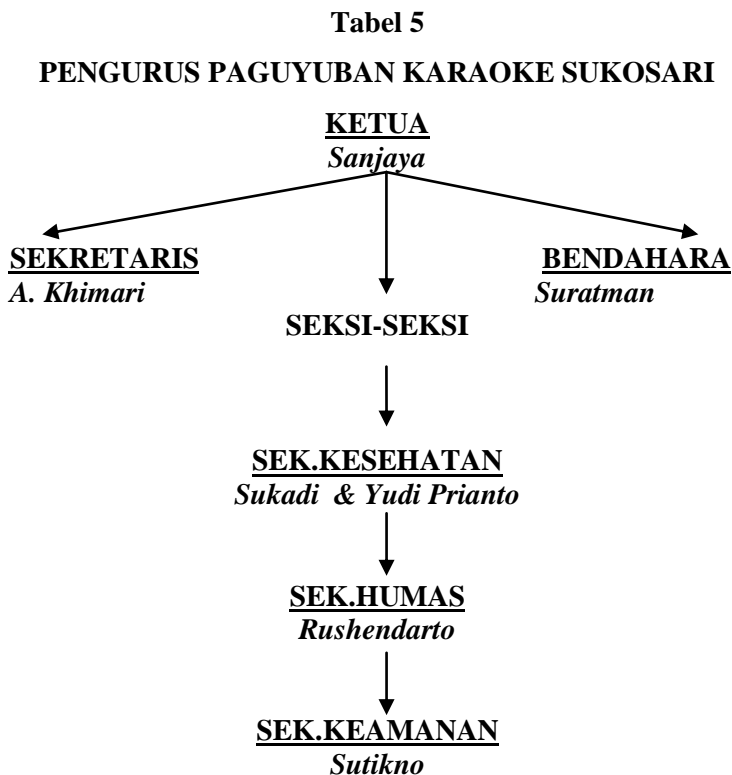 Tabel 5
PENGURUS PAGUYUBAN KARAOKE SUKOSARI
KETUA
Sanjaya
SEKRETARIS
A. Khimari
BENDAHARA
Suratman
SEKSI-SEKSI
SEK.KESEHATAN
Sukadi & Yudi Prianto
SEK.HUMAS
Rushendarto
SEK.KEAMANAN
Sutikno